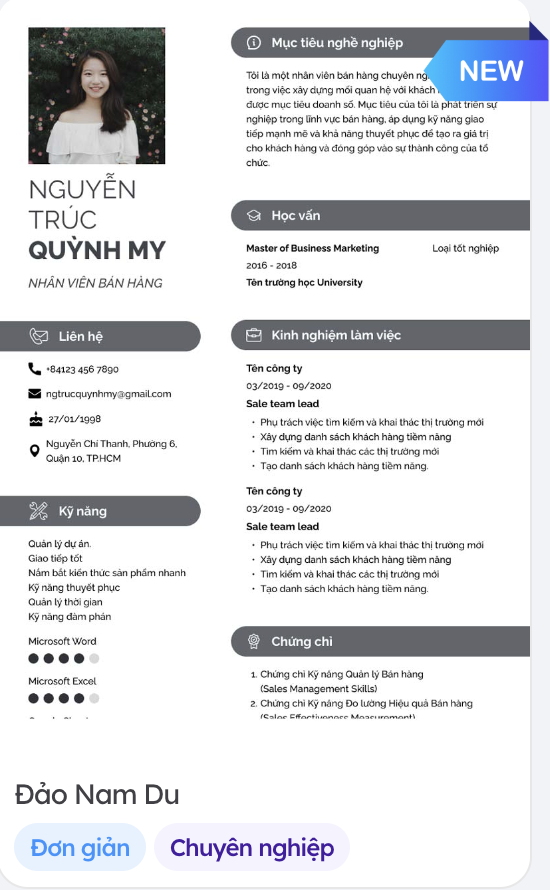 NGUYỄN
TRÚC
QUỲNH MY
NHÂN VIÊN BÁN HÀNG
Liên hệ
+84123 456 7890
ngtrucquynhmy@gmail.com
27/01/1998
Nguyễn Chí Thanh, Phường 6,
Quận 10, TP.HCM
Kỹ năng
Quản lý dự án.
Giao tiếp tốt
Nắm bắt kiến thức sản phẩm nhanh
Kỹ năng thuyết phục
Quản lý thời gian
Kỹ năng đàm phán
Microsoft Word
Microsoft Excel
Mục tiêu nghề nghiệp
NEW
Tôi là một nhân viên bán hàng chuyên
trong việc xây dựng mối quan hệ với khách
được mục tiêu doanh số. Mục tiêu của tôi là phát triển sự
nghiệp trong lĩnh vực bán hàng, áp dụng kỹ năng giao
tiếp mạnh mẽ và khả năng thuyết phục để tạo ra giá trị
cho khách hàng và đóng góp vào sự thành công của tổ
chức.
Học vấn
Master of Business Marketing Loại tốt nghiệp
2016 - 2018
Tên trường học University
Kinh nghiệm làm việc
Tên công ty
03/2019 - 09/2020
Sale team lead
• Phụ trách việc tìm kiếm và khai thác thị trường mới
• Xây dựng danh sách khách hàng tiềm năng
• Tìm kiếm và khai thác các thị trường mới
• Tạo danh sách khách hàng tiềm năng.
Tên công ty
03/2019 - 09/2020
Sale team lead
• Phụ trách việc tìm kiếm và khai thác thị trường mới
• Xây dựng danh sách khách hàng tiềm năng
• Tìm kiếm và khai thác các thị trường mới
• Tạo danh sách khách hàng tiềm năng.
Chứng chỉ
1. Chứng chỉ Kỹ năng Quản lý Bán hàng
(Sales Management Skills)
2. Chứng chỉ Kỹ năng Đo lường Hiệu quả Bán hàng
(Sales Effectiveness Measurement)
Đảo Nam Du
Đơn giản
Chuyên nghiệp